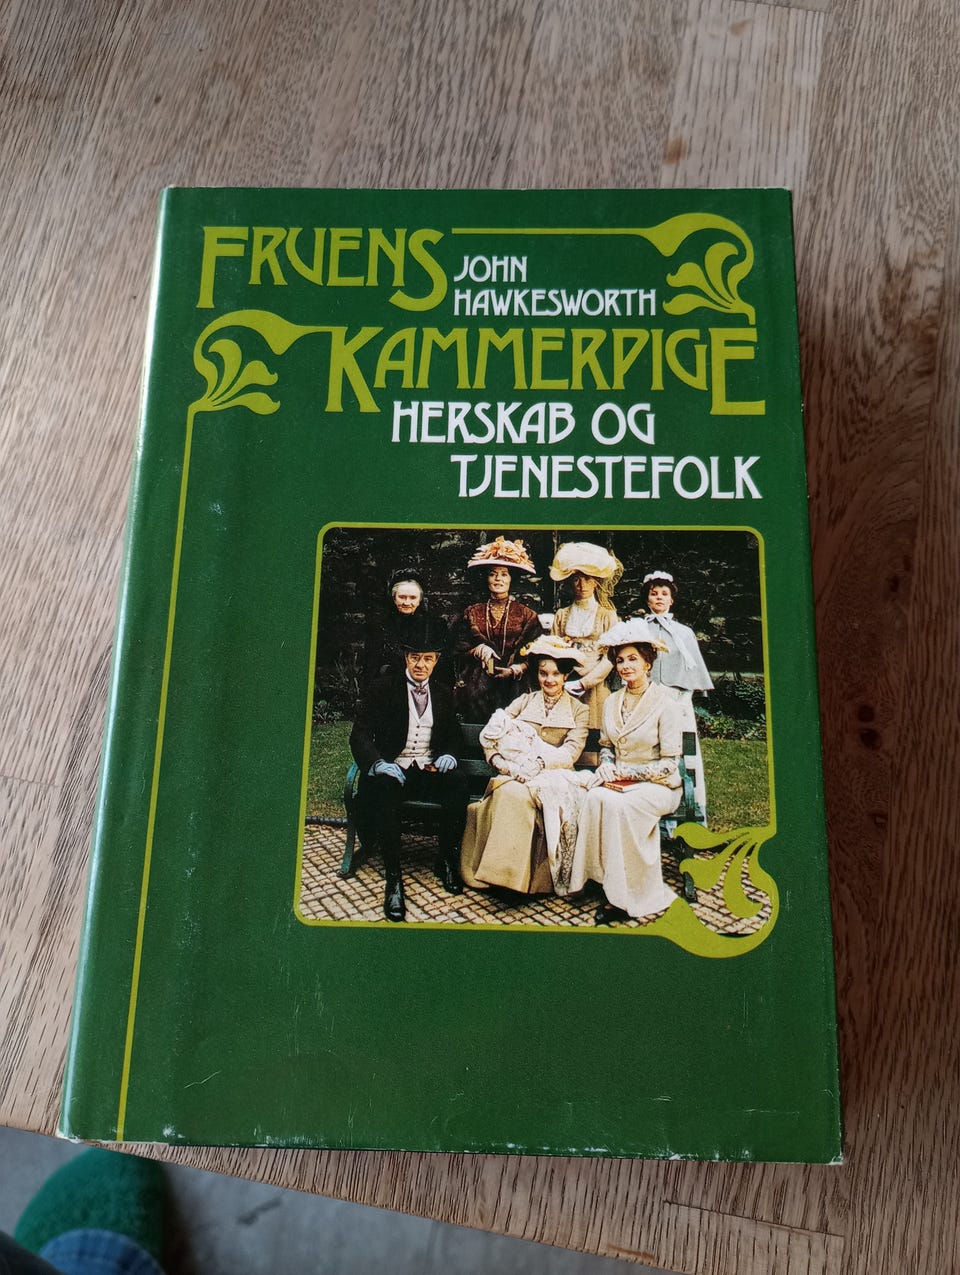 FRUENS
JOHN
HAWKESWORTH
KAMMERPIGE
HERSKAB OG
TJENESTEFOLK